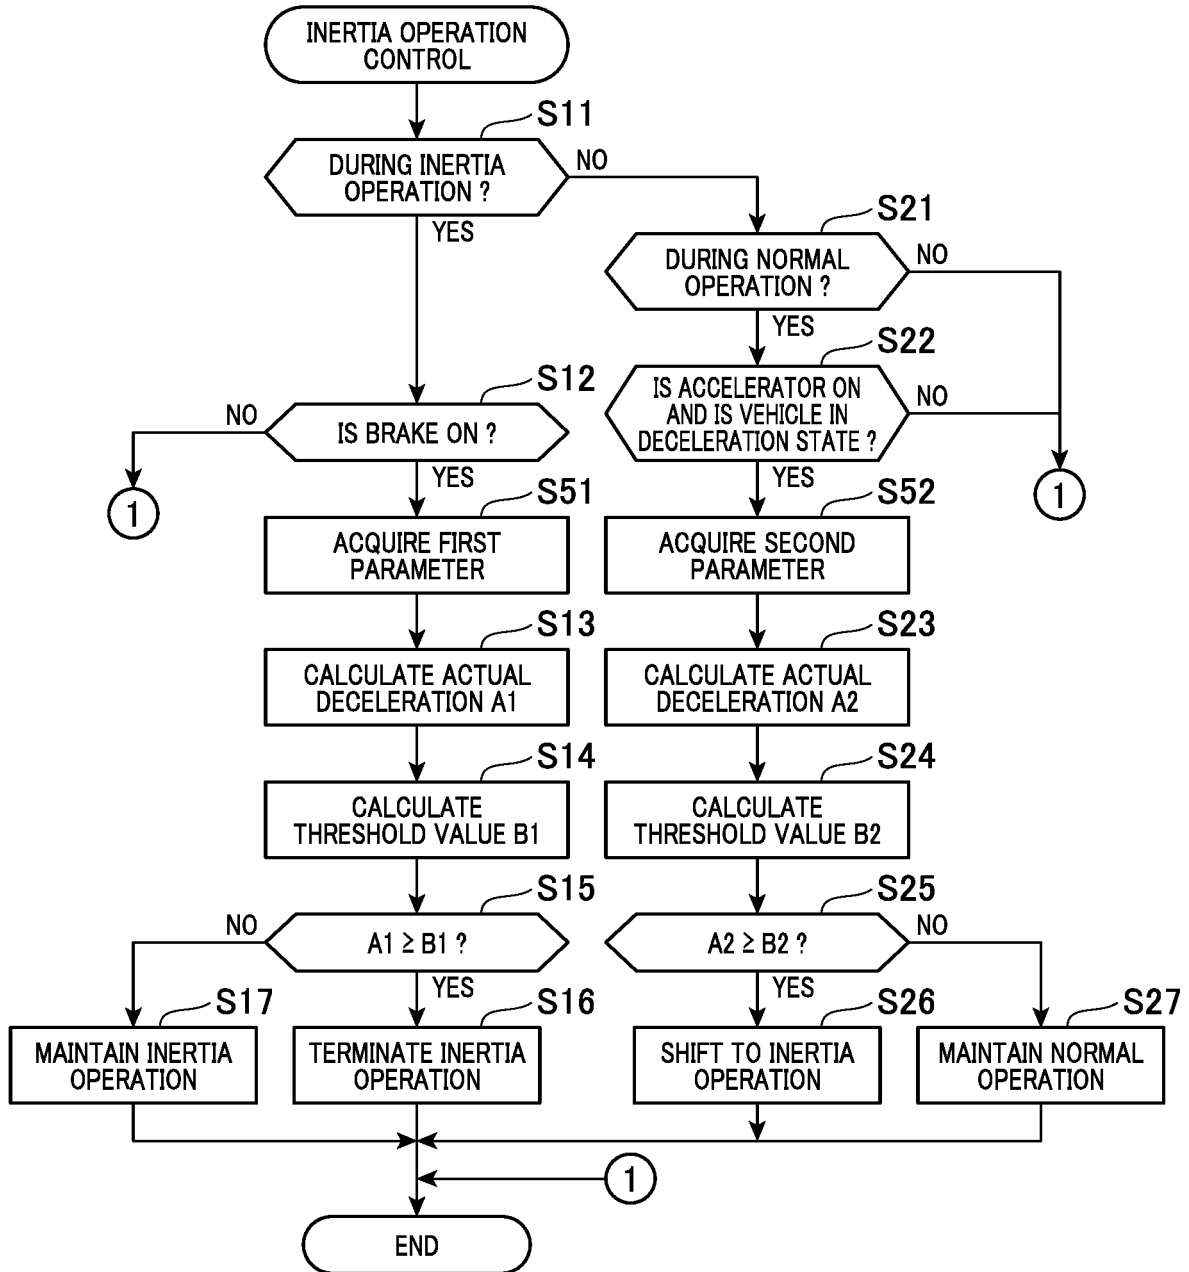 INERTIA OPERATION
CONTROL
S11
DURING INERTIA
OPERATION ?
NO
YES
S21
DURING NORMAL
OPERATION ?
NO
YES
S12
IS BRAKE ON ?
NO
YES
S22
IS ACCELERATOR ON
AND IS VEHICLE IN
DECELERATION STATE ?
NO
YES
1
1
S51
ACQUIRE FIRST
PARAMETER
S52
ACQUIRE SECOND
PARAMETER
S13
CALCULATE ACTUAL
DECELERATION A1
S23
CALCULATE ACTUAL
DECELERATION A2
S14
CALCULATE
THRESHOLD VALUE B1
S24
CALCULATE
THRESHOLD VALUE B2
S15
A1 ≥ B1 ?
NO
YES
S25
A2 ≥ B2 ?
NO
YES
S17
MAINTAIN INERTIA
OPERATION
S16
TERMINATE INERTIA
OPERATION
S26
SHIFT TO INERTIA
OPERATION
S27
MAINTAIN NORMAL
OPERATION
1
END